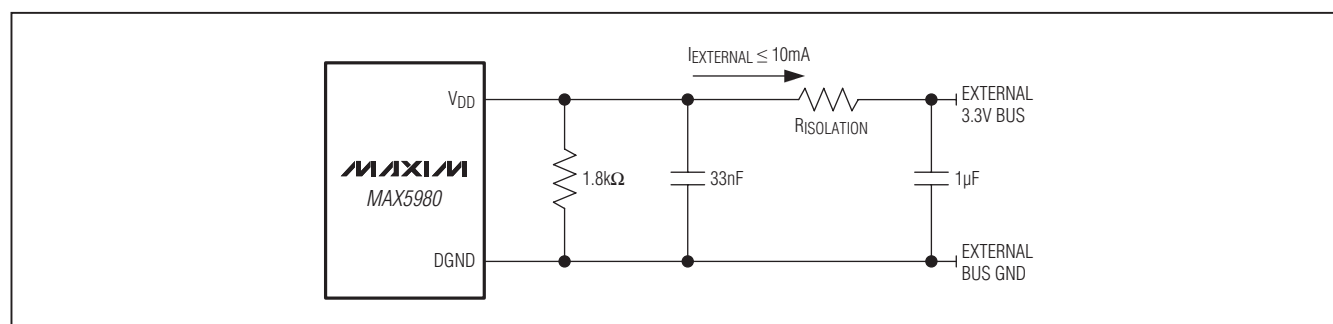 IEXTERNAL ≤ 10mA
VDD
EXTERNAL
3.3V BUS
RISOLATION
MAXIM
MAX5980
1.8kΩ
33nF
1µF
DGND
EXTERNAL
BUS GND